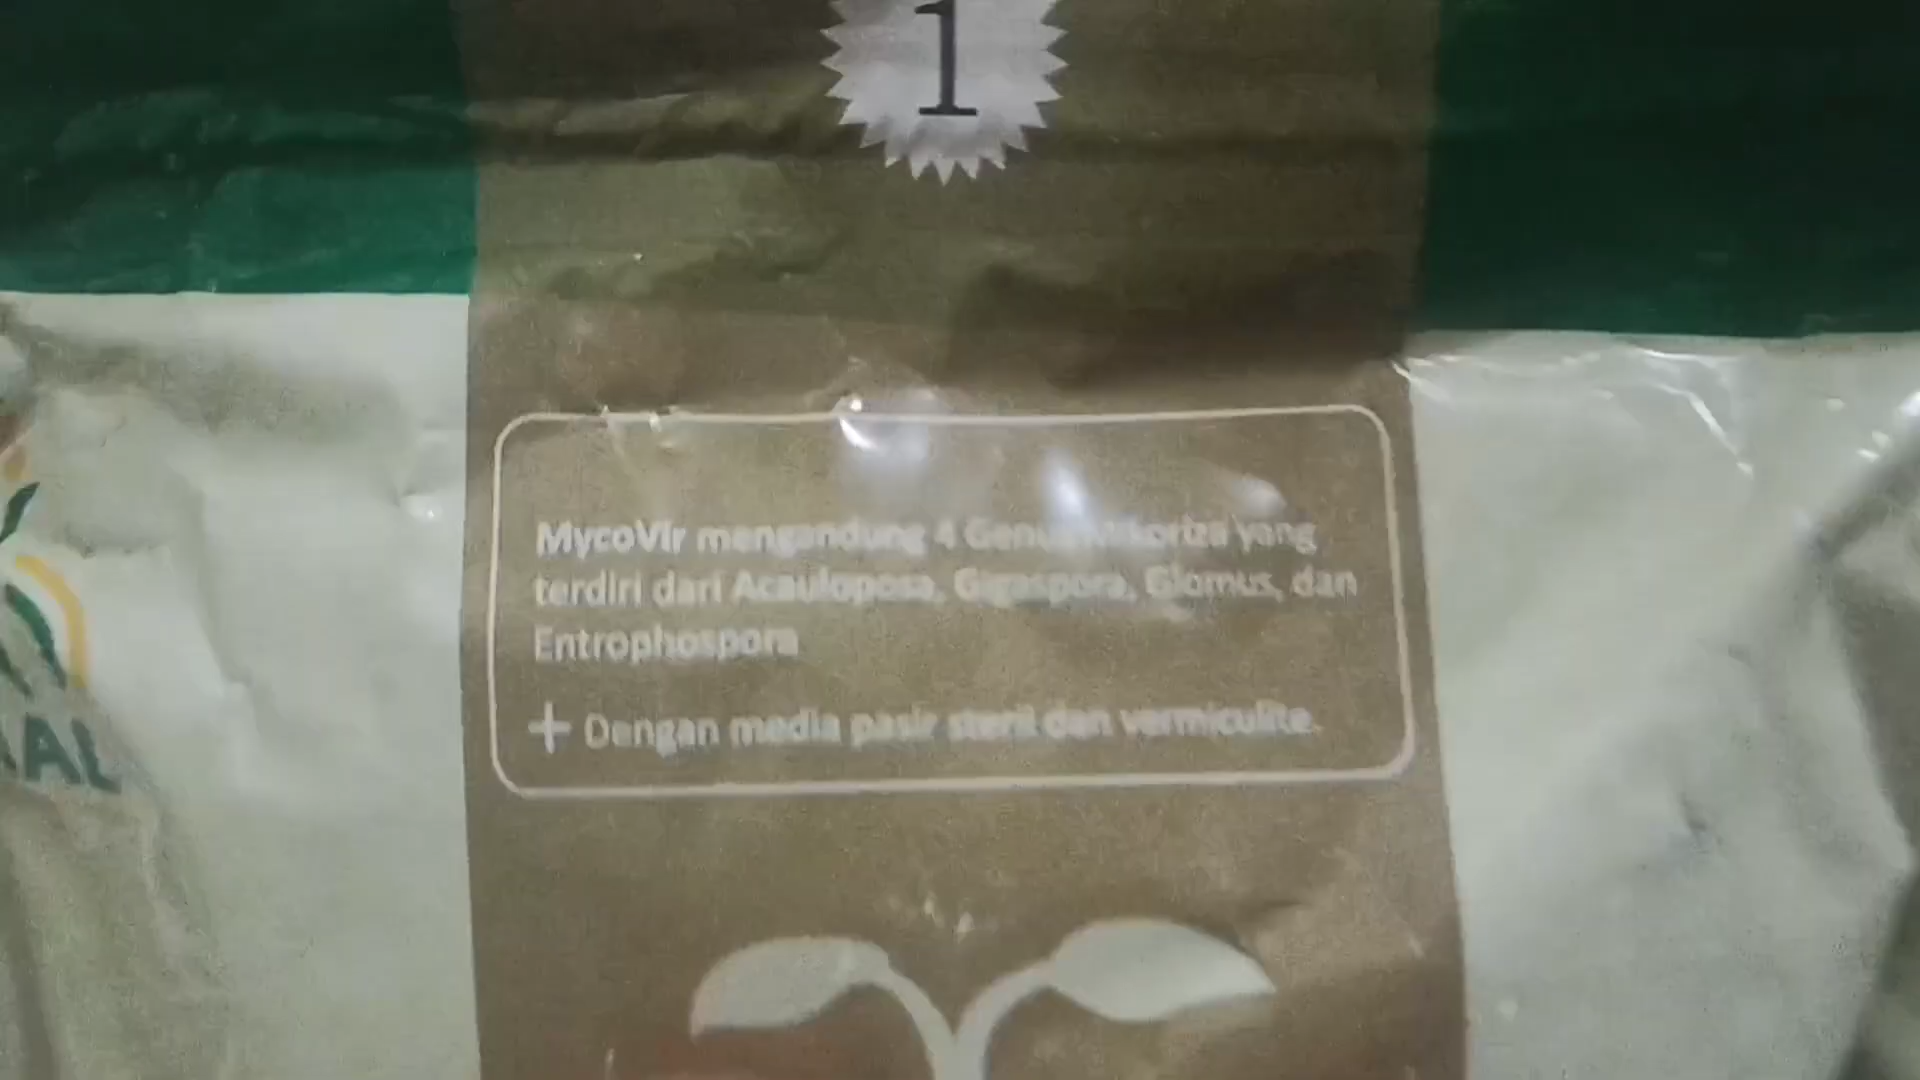 1
MycoVir mengandung 4 Genus Mikoriza yang
terdiri dari Acauloposa, Gigaspora, Glomus, dan
Entrophospora
+ Dengan media pasir steril dan vermiculite.